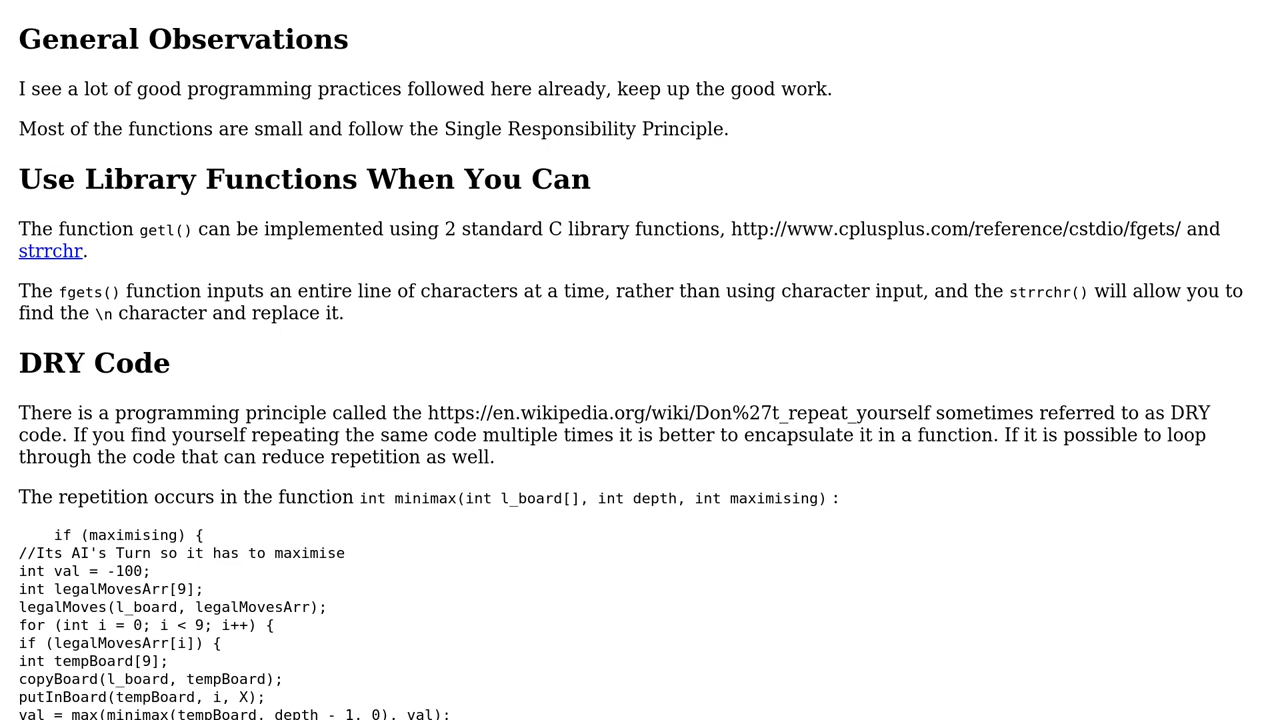 General Observations
I see a lot of good programming practices followed here already, keep up the good work.
Most of the functions are small and follow the Single Responsibility Principle.
Use Library Functions When You Can
The function getl() can be implemented using 2 standard C library functions, http://www.cplusplus.com/reference/cstdio/fgets/ and
strrchr.
The fgets() function inputs an entire line of characters at a time, rather than using character input, and the strrchr() will allow you to
find the \n character and replace it.
DRY Code
There is a programming principle called the https://en.wikipedia.org/wiki/Don%27t_repeat_yourself sometimes referred to as DRY
code. If you find yourself repeating the same code multiple times it is better to encapsulate it in a function. If it is possible to loop
through the code that can reduce repetition as well.
The repetition occurs in the function int minimax(int l_board[], int depth, int maximising) :
if (maximising) {
//Its AI's Turn so it has to maximise
int val = -100;
int legalMovesArr[9];
legalMoves(l_board, legalMovesArr);
for (int i = 0; i < 9; i++) {
if (legalMovesArr[i]) {
int tempBoard[9];
copyBoard(l_board, tempBoard);
putInBoard(tempBoard, i, X);
val = max(minimax(tempBoard, depth - 1, 0), val);